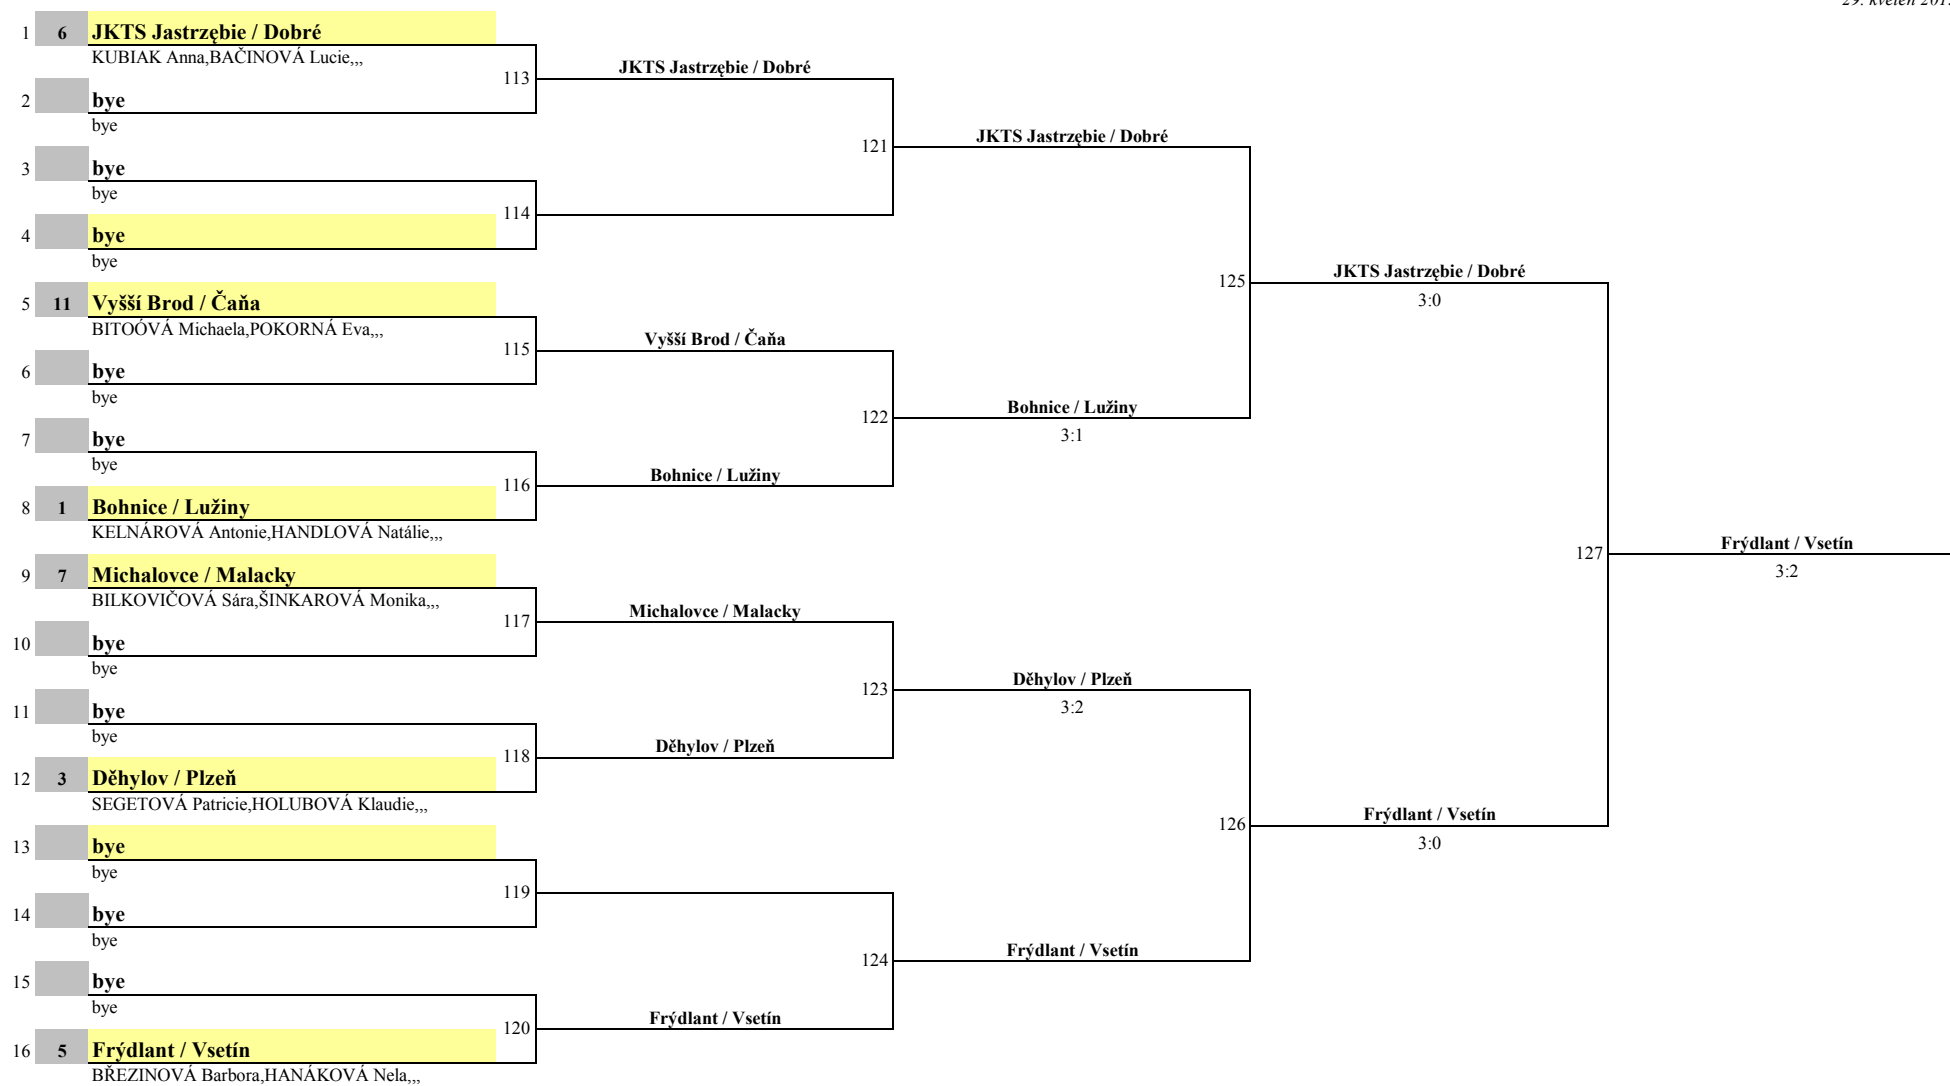 29. květen 201
1 6 JKTS Jastrzębie / Dobré
KUBIAK Anna,BAČINOVÁ Lucie,,,
JKTS Jastrzębie / Dobré
113
2 bye
bye
JKTS Jastrzębie / Dobré
121
3 bye
bye
114
4 bye
bye
JKTS Jastrzębie / Dobré
125
3:0
5 11 Vyšší Brod / Čaňa
BITOÓVÁ Michaela,POKORNÁ Eva,,,
Vyšší Brod / Čaňa
115
6 bye
bye
Bohnice / Lužiny
122
3:1
7 bye
bye
Bohnice / Lužiny
116
8 1 Bohnice / Lužiny
KELNÁROVÁ Antonie,HANDLOVÁ Natálie,,,
Frýdlant / Vsetín
127
3:2
9 7 Michalovce / Malacky
BILKOVIČOVÁ Sára,ŠINKAROVÁ Monika,,,
Michalovce / Malacky
117
10 bye
bye
Děhylov / Plzeň
123
3:2
11 bye
bye
Děhylov / Plzeň
118
12 3 Děhylov / Plzeň
SEGETOVÁ Patricie,HOLUBOVÁ Klaudie,,,
Frýdlant / Vsetín
126
3:0
13 bye
bye
119
14 bye
bye
Frýdlant / Vsetín
124
15 bye
bye
Frýdlant / Vsetín
120
16 5 Frýdlant / Vsetín
BŘEZINOVÁ Barbora,HANÁKOVÁ Nela,,,